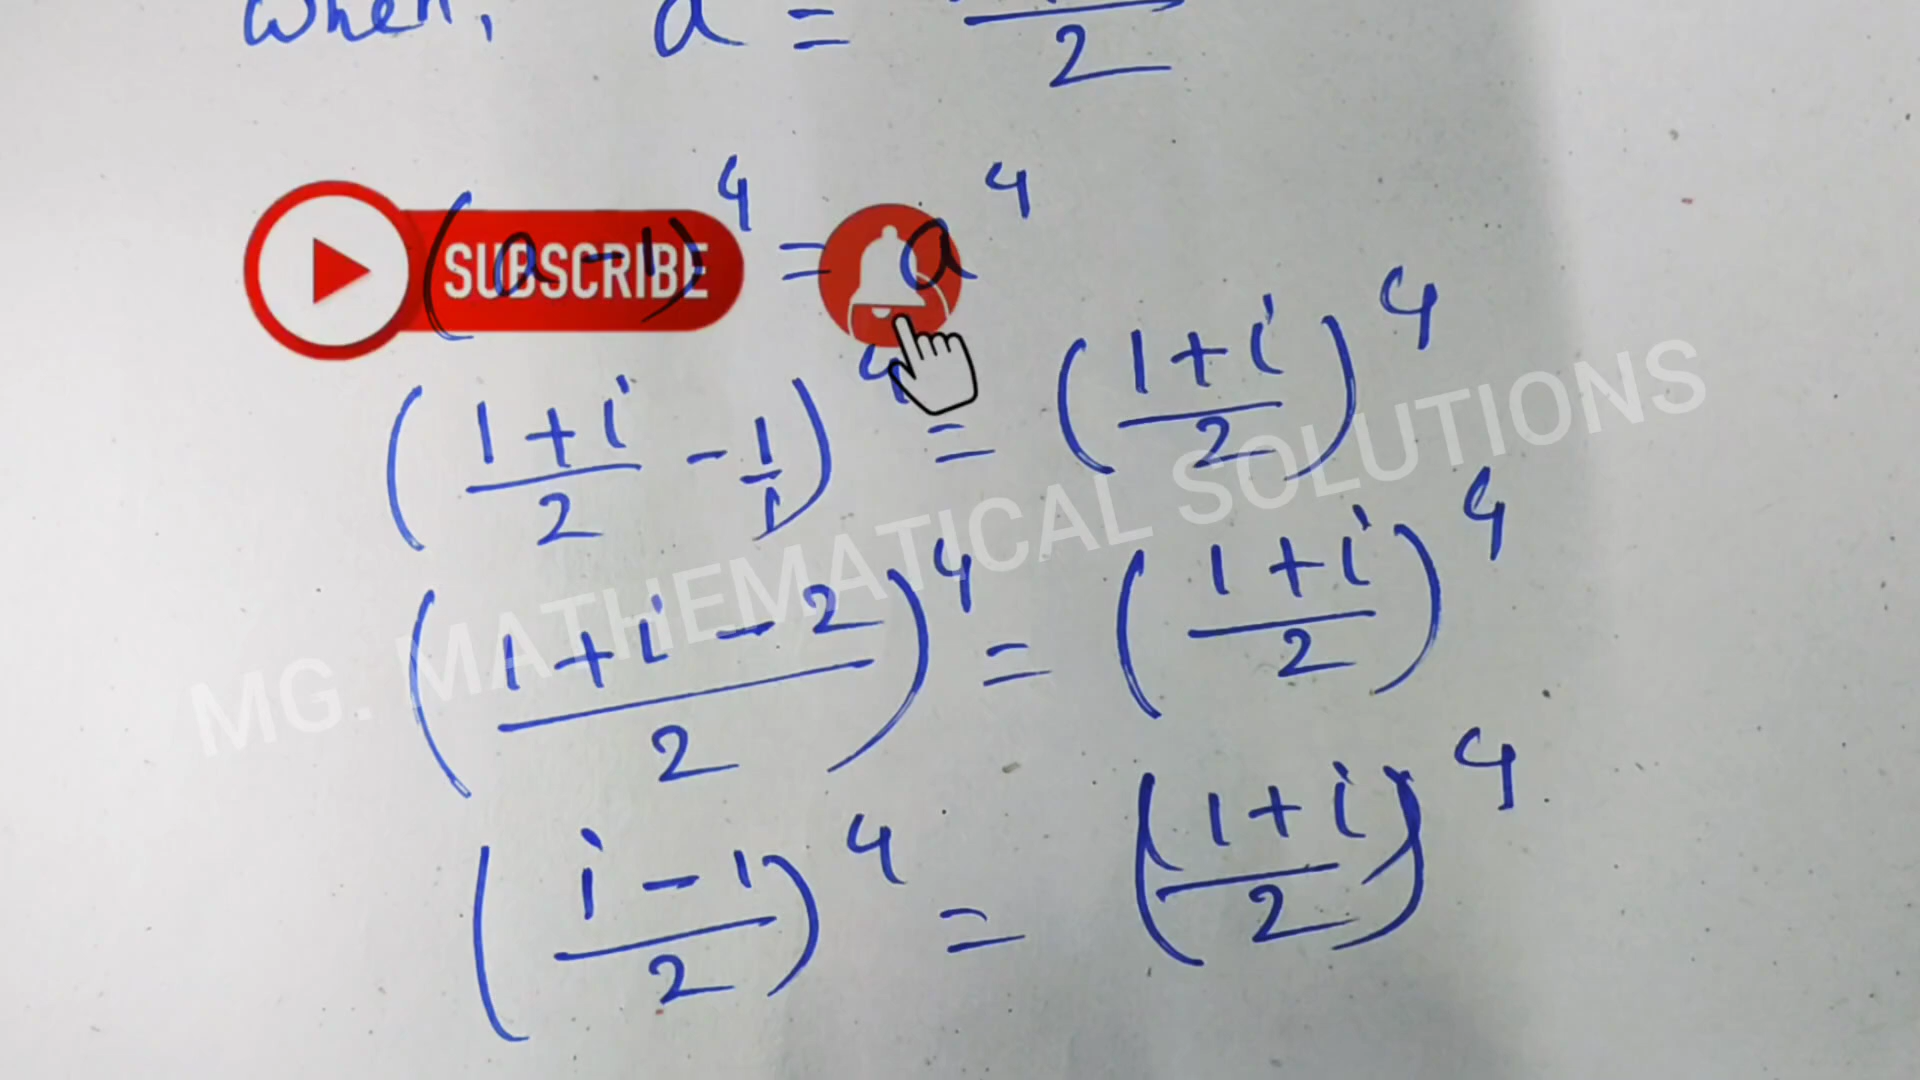 When, a = /2
(a - 1)^4 = a^4
SUBSCRIBE
((1 + i)/2 - 1/1)^4 = ((1 + i)/2)^4
((1 + i - 2)/2)^4 = ((1 + i)/2)^4
((i - 1)/2)^4 = ((1 + i)/2)^4
MG. MATHEMATICAL SOLUTIONS